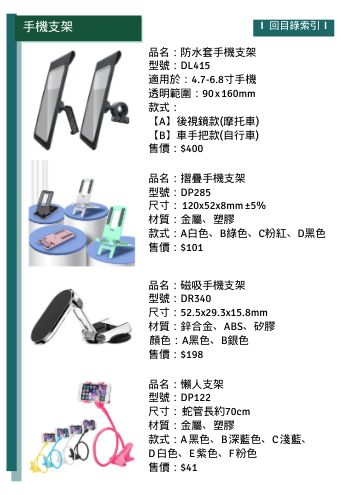 手機支架
回目錄索引
品名：防水套手機支架
型號：DL415
適用於：4.7-6.8寸手機
透明範圍：90x160mm
款式：
【A】後視鏡款(摩托車)
【B】車手把款(自行車)
售價：$400
品名：摺疊手機支架
型號：DP285
尺寸：120x52x8mm±5%
材質：金屬、塑膠
款式：A白色、B綠色、C粉紅、D黑色
售價：$101
品名：磁吸手機支架
型號：DR340
尺寸：52.5x29.3x15.8mm
材質：鋅合金、ABS、矽膠
顏色：A黑色、B銀色
售價：$198
品名：懶人支架
型號：DP122
尺寸：蛇管長約70cm
材質：金屬、塑膠
款式：A黑色、B深藍色、C淺藍、
D白色、E紫色、F粉色
售價：$41